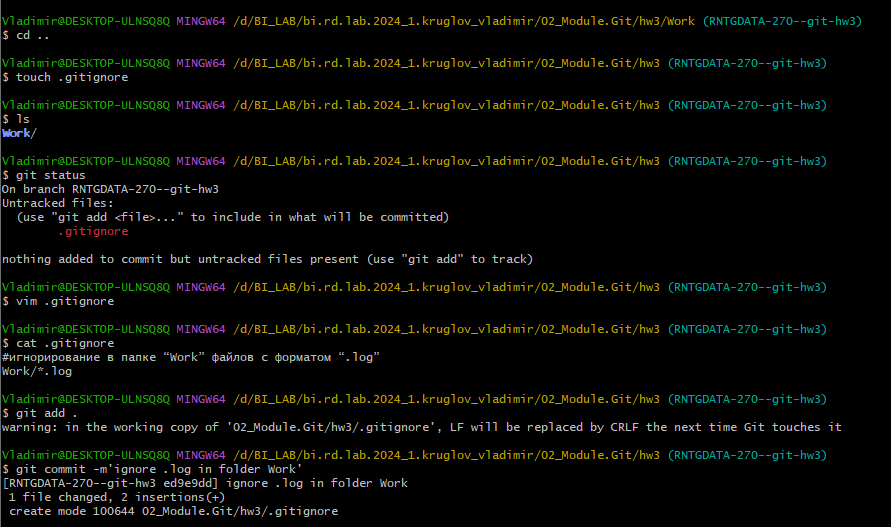 Vladimir@DESKTOP-ULNSQ8Q MINGW64 /d/BI_LAB/bi.rd.lab.2024_1.kruglov_vladimir/02_Module.Git/hw3/Work (RNTGDATA-270--git-hw3)
$ cd ..
Vladimir@DESKTOP-ULNSQ8Q MINGW64 /d/BI_LAB/bi.rd.lab.2024_1.kruglov_vladimir/02_Module.Git/hw3 (RNTGDATA-270--git-hw3)
$ touch .gitignore
Vladimir@DESKTOP-ULNSQ8Q MINGW64 /d/BI_LAB/bi.rd.lab.2024_1.kruglov_vladimir/02_Module.Git/hw3 (RNTGDATA-270--git-hw3)
$ ls
Work/
Vladimir@DESKTOP-ULNSQ8Q MINGW64 /d/BI_LAB/bi.rd.lab.2024_1.kruglov_vladimir/02_Module.Git/hw3 (RNTGDATA-270--git-hw3)
$ git status
On branch RNTGDATA-270--git-hw3
Untracked files:
  (use "git add <file>..." to include in what will be committed)
        .gitignore
nothing added to commit but untracked files present (use "git add" to track)
Vladimir@DESKTOP-ULNSQ8Q MINGW64 /d/BI_LAB/bi.rd.lab.2024_1.kruglov_vladimir/02_Module.Git/hw3 (RNTGDATA-270--git-hw3)
$ vim .gitignore
Vladimir@DESKTOP-ULNSQ8Q MINGW64 /d/BI_LAB/bi.rd.lab.2024_1.kruglov_vladimir/02_Module.Git/hw3 (RNTGDATA-270--git-hw3)
$ cat .gitignore
#игнорирование в папке “Work” файлов с форматом “.log”
Work/*.log
Vladimir@DESKTOP-ULNSQ8Q MINGW64 /d/BI_LAB/bi.rd.lab.2024_1.kruglov_vladimir/02_Module.Git/hw3 (RNTGDATA-270--git-hw3)
$ git add .
warning: in the working copy of '02_Module.Git/hw3/.gitignore', LF will be replaced by CRLF the next time Git touches it
Vladimir@DESKTOP-ULNSQ8Q MINGW64 /d/BI_LAB/bi.rd.lab.2024_1.kruglov_vladimir/02_Module.Git/hw3 (RNTGDATA-270--git-hw3)
$ git commit -m'ignore .log in folder Work'
[RNTGDATA-270--git-hw3 ed9e9dd] ignore .log in folder Work
 1 file changed, 2 insertions(+)
 create mode 100644 02_Module.Git/hw3/.gitignore